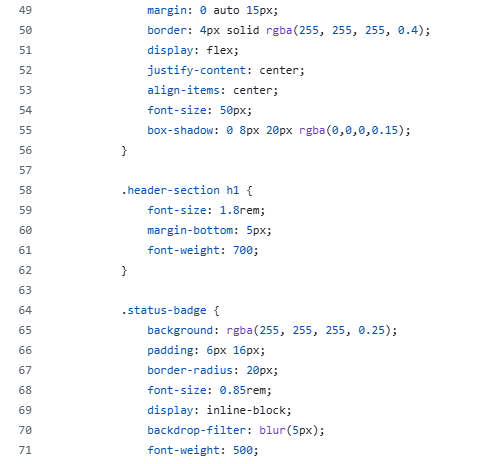 49 margin: 0 auto 15px;
50 border: 4px solid rgba(255, 255, 255, 0.4);
51 display: flex;
52 justify-content: center;
53 align-items: center;
54 font-size: 50px;
55 box-shadow: 0 8px 20px rgba(0,0,0,0.15);
56 }
57
58 .header-section h1 {
59 font-size: 1.8rem;
60 margin-bottom: 5px;
61 font-weight: 700;
62 }
63
64 .status-badge {
65 background: rgba(255, 255, 255, 0.25);
66 padding: 6px 16px;
67 border-radius: 20px;
68 font-size: 0.85rem;
69 display: inline-block;
70 backdrop-filter: blur(5px);
71 font-weight: 500;